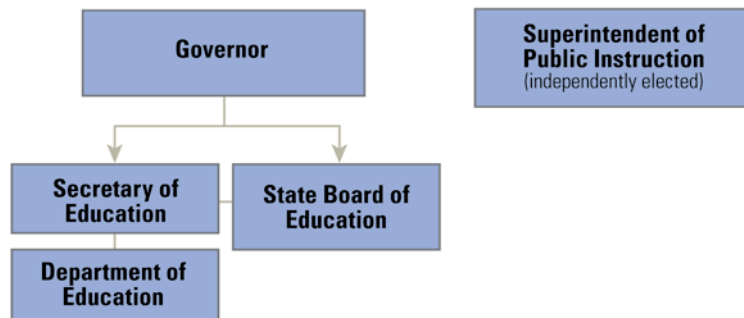 Governor
Superintendent of
Public Instruction
(independently elected)
Secretary of
Education
State Board of
Education
Department of
Education